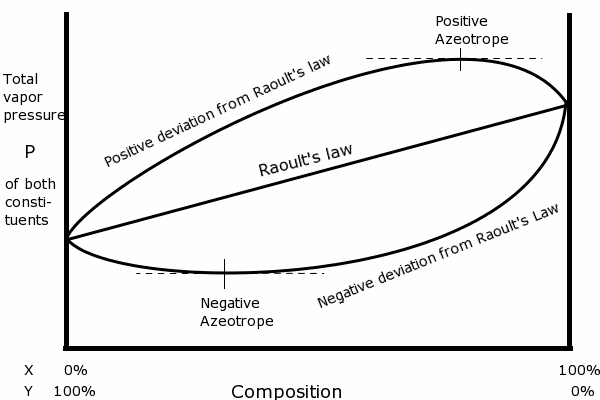 Positive
Azeotrope
Total
vapor
pressure
P
of both
consti-
tuents
Positive deviation from Raoult's law
Raoult's law
Negative deviation from Raoult's Law
Negative
Azeotrope
X 0% 100%
Y 100% 0%
Composition